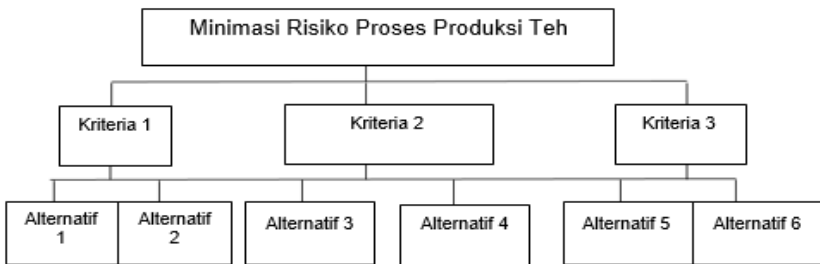 Minimasi Risiko Proses Produksi Teh
Kriteria 1
Kriteria 2
Kriteria 3
Alternatif
1
Alternatif
2
Alternatif 3
Alternatif 4
Alternatif 5
Alternatif 6